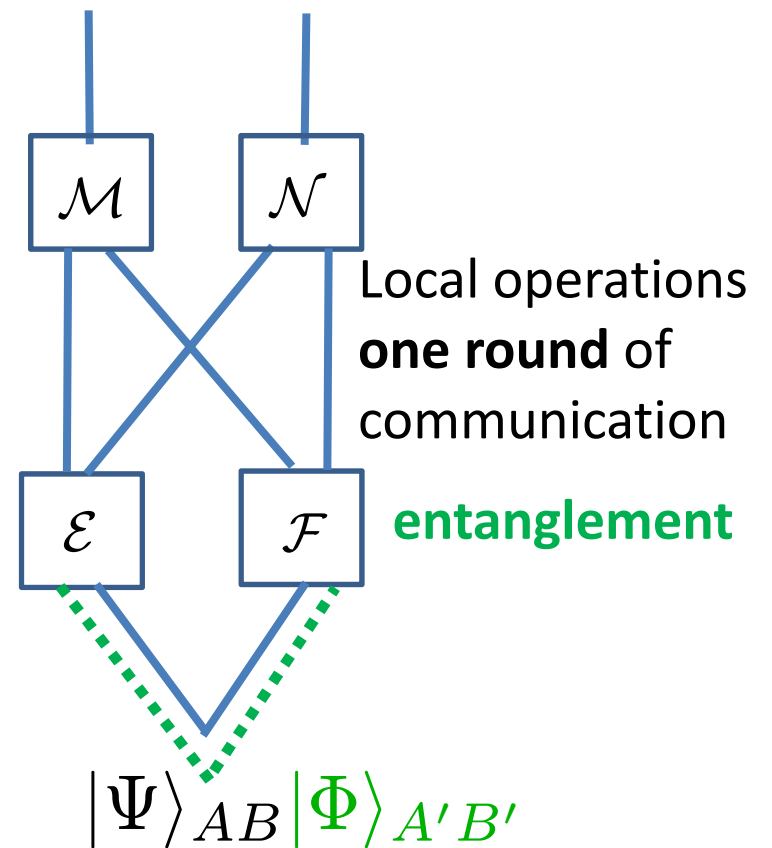 ℳ 𝒩
Local operations
one round of
communication
ℰ ℱ
entanglement
|Ψ⟩_{AB}|Φ⟩_{A′B′}